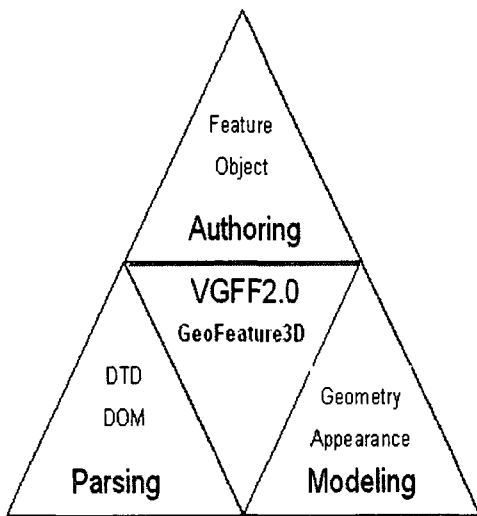 Feature
Object
Authoring
VGFF2.0
GeoFeature3D
DTD
DOM
Parsing
Geometry
Appearance
Modeling